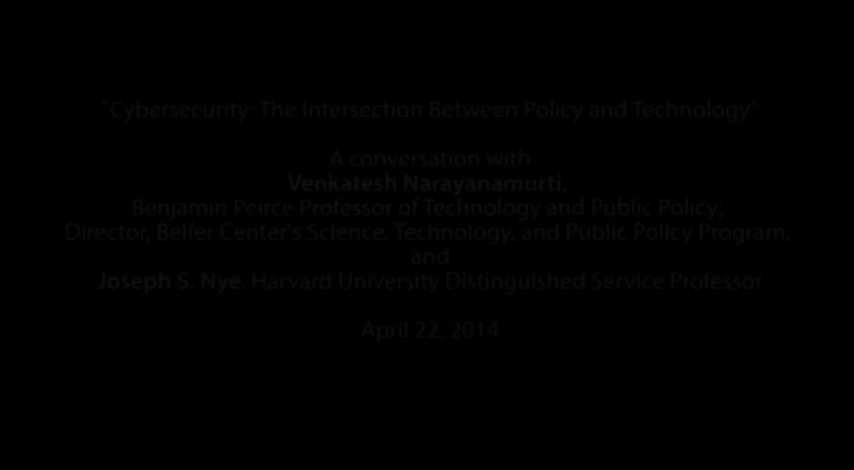 "Cybersecurity: The Intersection Between Policy and Technology"
A conversation with
Venkatesh Narayanamurti,
Benjamin Peirce Professor of Technology and Public Policy;
Director, Belfer Center's Science, Technology, and Public Policy Program;
and
Joseph S. Nye, Harvard University Distinguished Service Professor
April 22, 2014